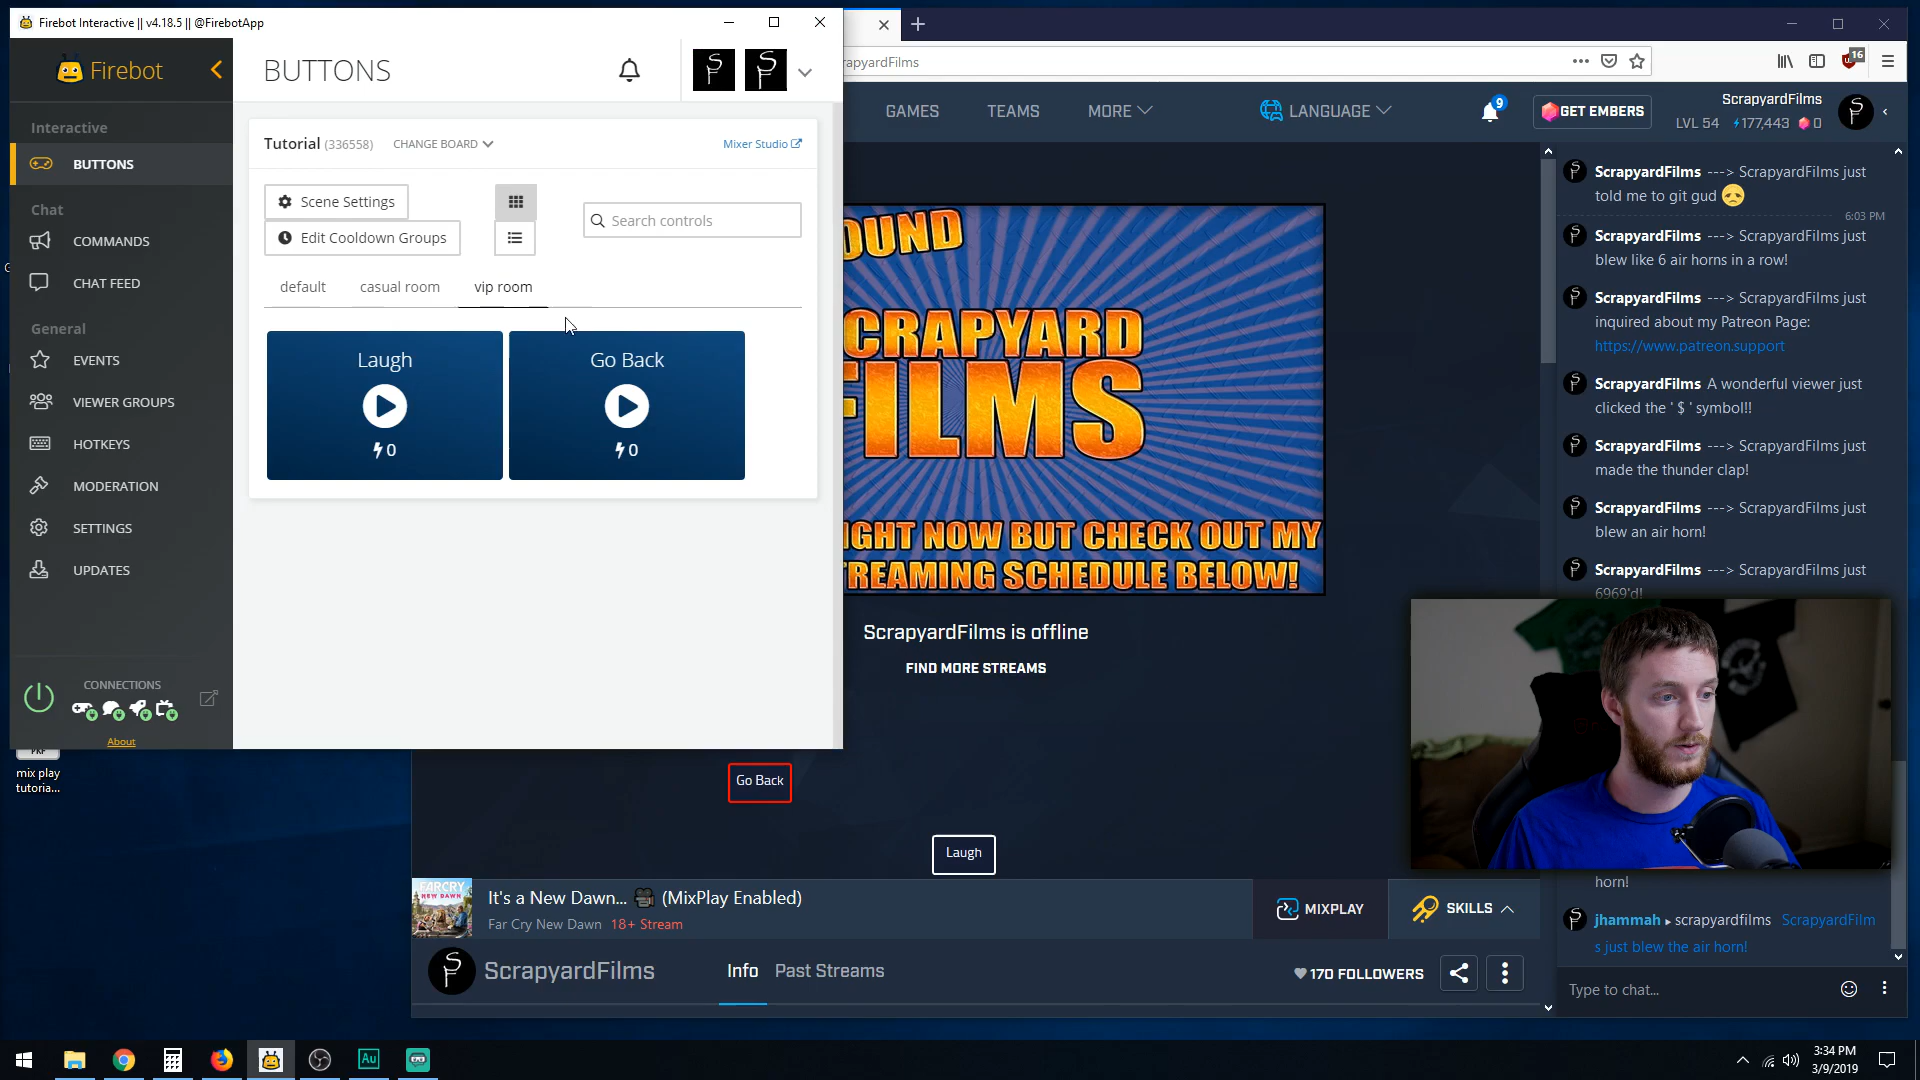 Firebot Interactive || v4.18.5 || @FirebotApp
Firebot
BUTTONS
Interactive
BUTTONS
Chat
COMMANDS
CHAT FEED
General
EVENTS
VIEWER GROUPS
HOTKEYS
MODERATION
SETTINGS
UPDATES
CONNECTIONS
About
Tutorial (336558)
CHANGE BOARD
Mixer Studio
Scene Settings
Edit Cooldown Groups
Search controls
default
casual room
vip room
Laugh
0
Go Back
0
rapyardFilms
16
GAMES
TEAMS
MORE
LANGUAGE
9
GET EMBERS
ScrapyardFilms
LVL 54
177,443
0
OUND
CRAPYARD
FILMS
IGHT NOW BUT CHECK OUT MY
TREAMING SCHEDULE BELOW!
ScrapyardFilms is offline
FIND MORE STREAMS
Go Back
Laugh
It's a New Dawn... 🎥 (MixPlay Enabled)
Far Cry New Dawn 18+ Stream
FARCRY
NEW DAWN
MIXPLAY
SKILLS
ScrapyardFilms
Info
Past Streams
170 FOLLOWERS
ScrapyardFilms ---> ScrapyardFilms just
told me to git gud 😞
6:03 PM
ScrapyardFilms ---> ScrapyardFilms just
blew like 6 air horns in a row!
ScrapyardFilms ---> ScrapyardFilms just
inquired about my Patreon Page:
https://www.patreon.support
ScrapyardFilms A wonderful viewer just
clicked the ' $ ' symbol!!
ScrapyardFilms ---> ScrapyardFilms just
made the thunder clap!
ScrapyardFilms ---> ScrapyardFilms just
blew an air horn!
ScrapyardFilms ---> ScrapyardFilms just
6969'd!
horn!
jhammah ▸ scrapyardfilms ScrapyardFilm
s just blew the air horn!
Type to chat...
mix play
tutoria...
Au
3:34 PM
3/9/2019